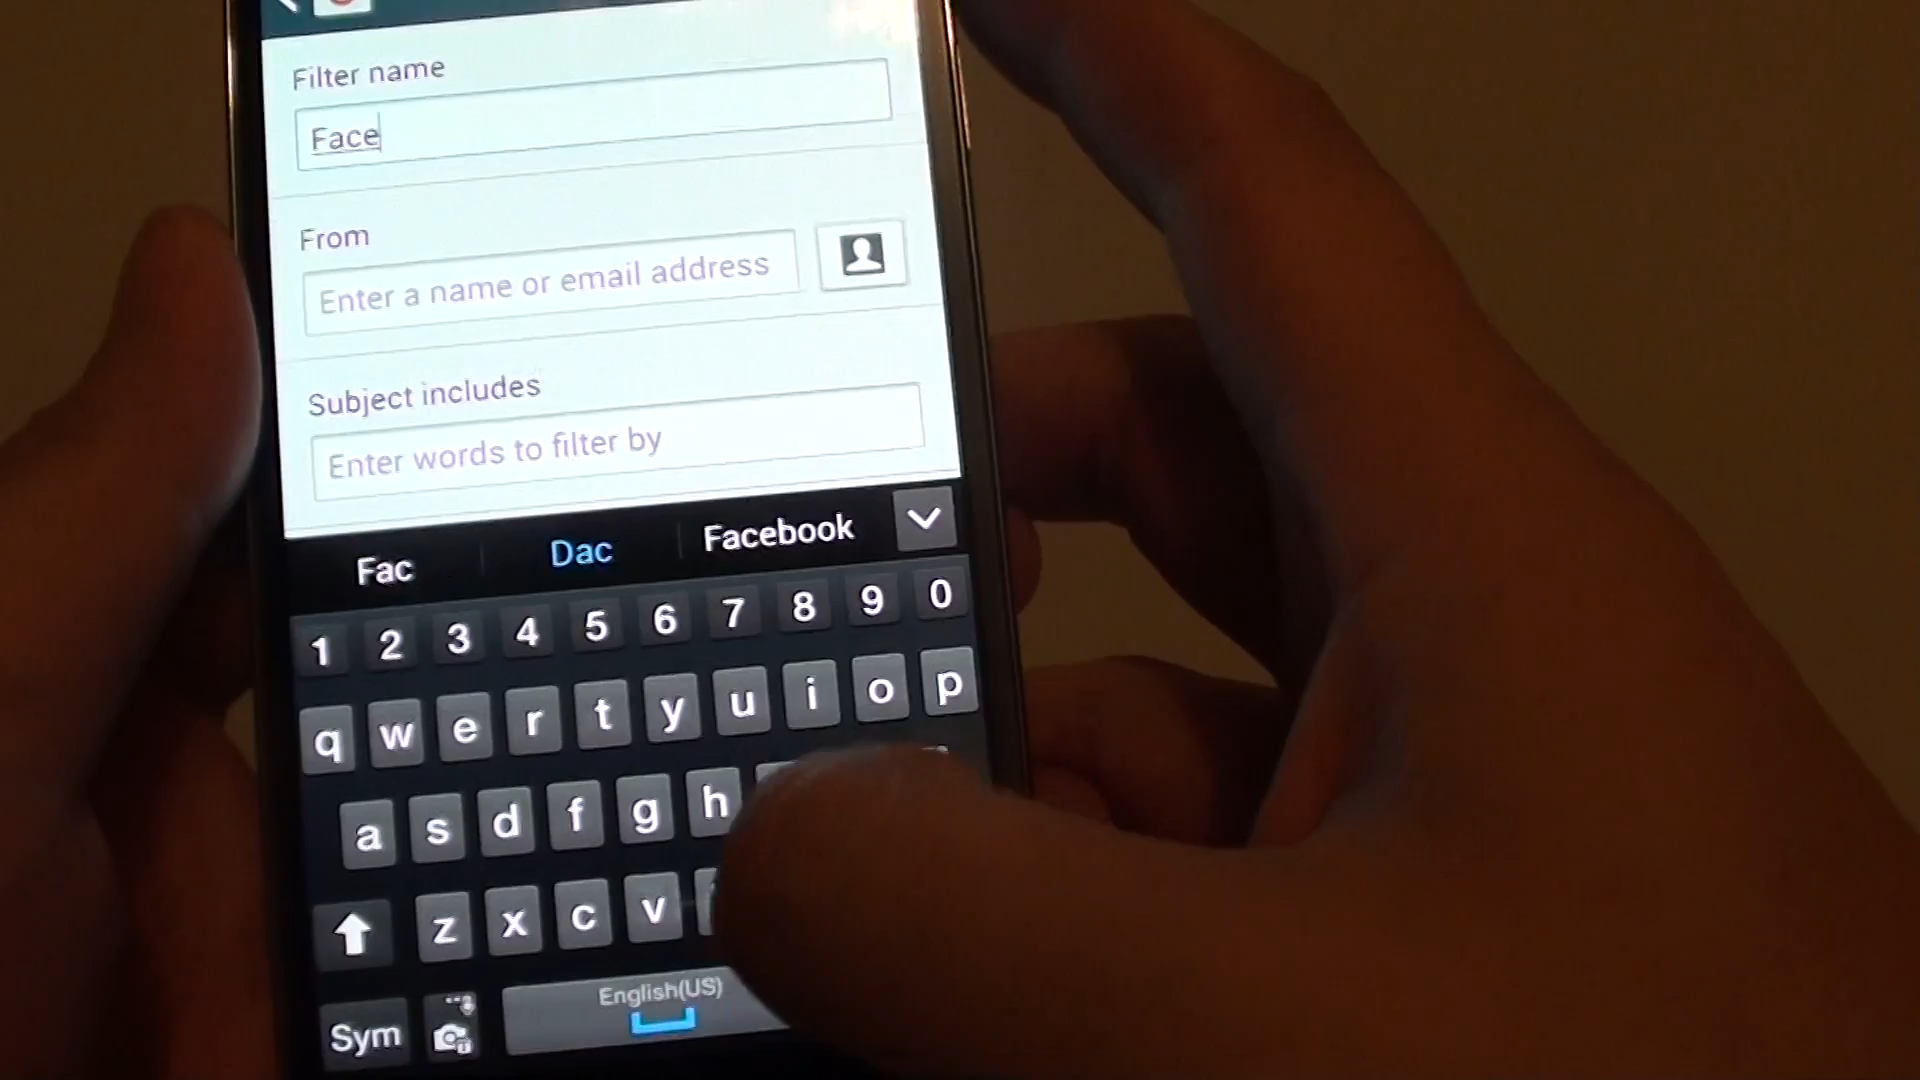 Filter name
Face
From
Enter a name or email address
Subject includes
Enter words to filter by
Fac Dac Facebook
1 2 3 4 5 6 7 8 9 0
q w e r t y u i o p
a s d f g h
z x c v
English(US)
Sym